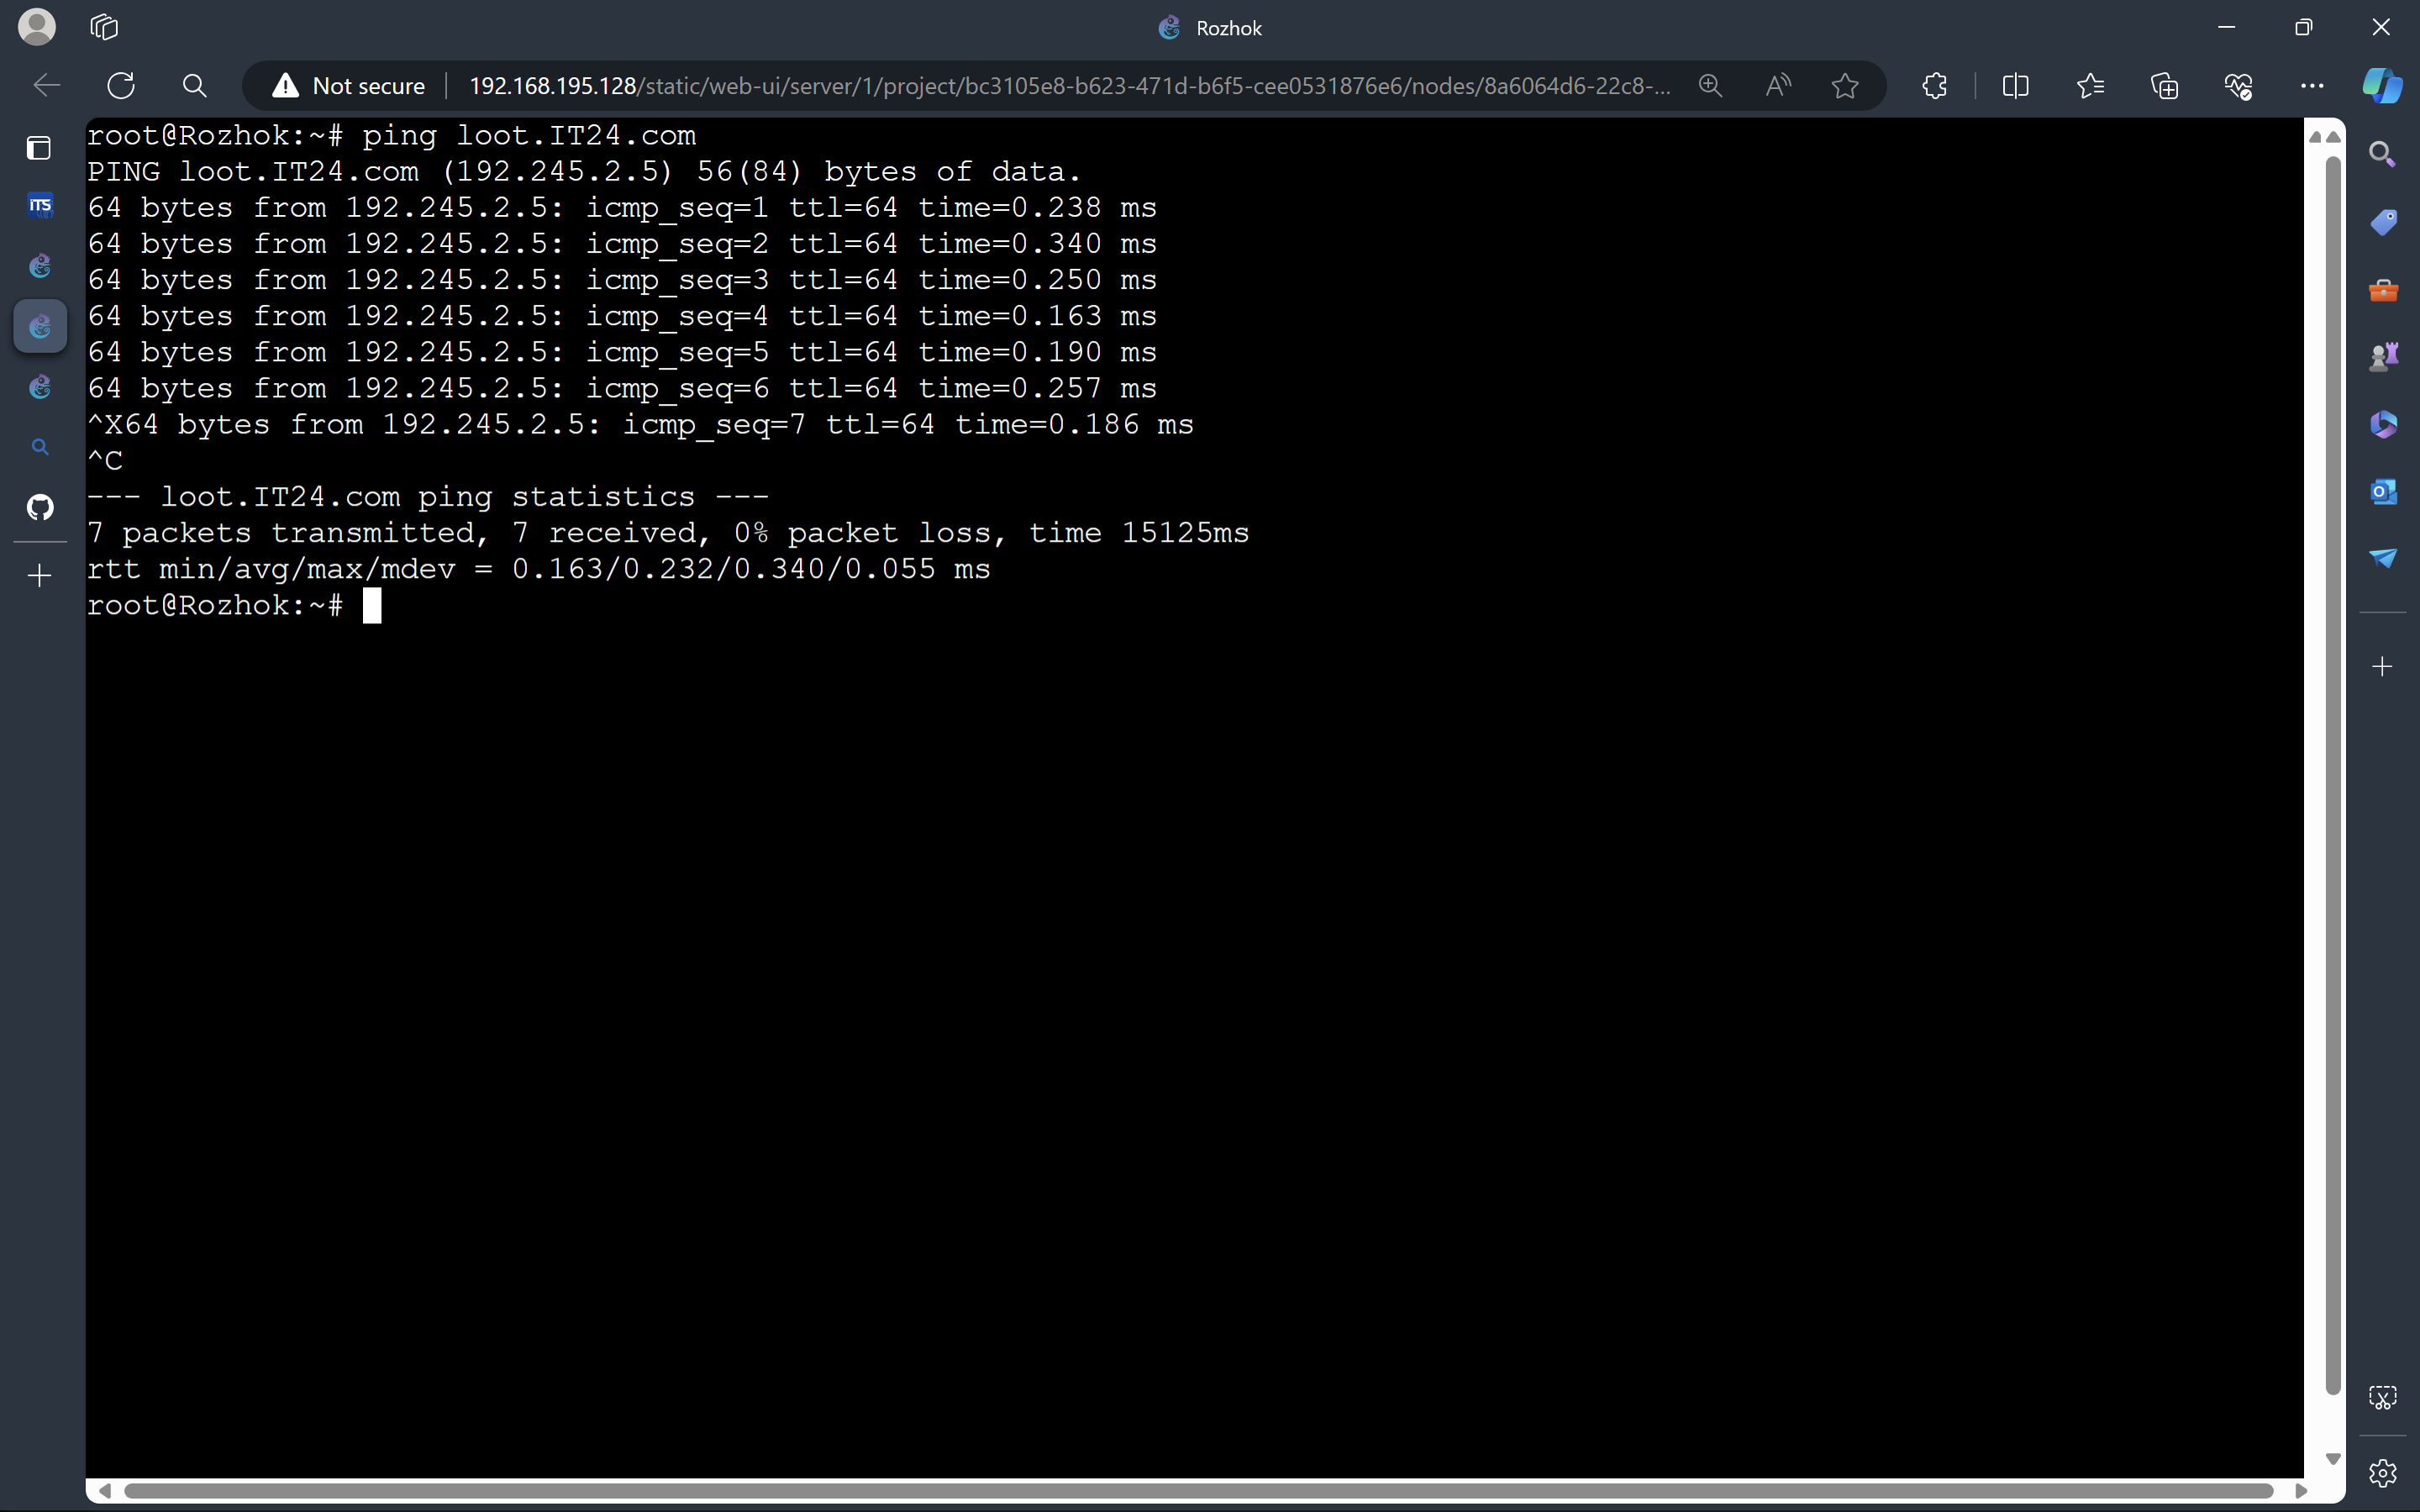 Rozhok
Not secure
192.168.195.128/static/web-ui/server/1/project/bc3105e8-b623-471d-b6f5-cee0531876e6/nodes/8a6064d6-22c8-...
iTS
root@Rozhok:~# ping loot.IT24.com
PING loot.IT24.com (192.245.2.5) 56(84) bytes of data.
64 bytes from 192.245.2.5: icmp_seq=1 ttl=64 time=0.238 ms
64 bytes from 192.245.2.5: icmp_seq=2 ttl=64 time=0.340 ms
64 bytes from 192.245.2.5: icmp_seq=3 ttl=64 time=0.250 ms
64 bytes from 192.245.2.5: icmp_seq=4 ttl=64 time=0.163 ms
64 bytes from 192.245.2.5: icmp_seq=5 ttl=64 time=0.190 ms
64 bytes from 192.245.2.5: icmp_seq=6 ttl=64 time=0.257 ms
^X64 bytes from 192.245.2.5: icmp_seq=7 ttl=64 time=0.186 ms
^C
--- loot.IT24.com ping statistics ---
7 packets transmitted, 7 received, 0% packet loss, time 15125ms
rtt min/avg/max/mdev = 0.163/0.232/0.340/0.055 ms
root@Rozhok:~#